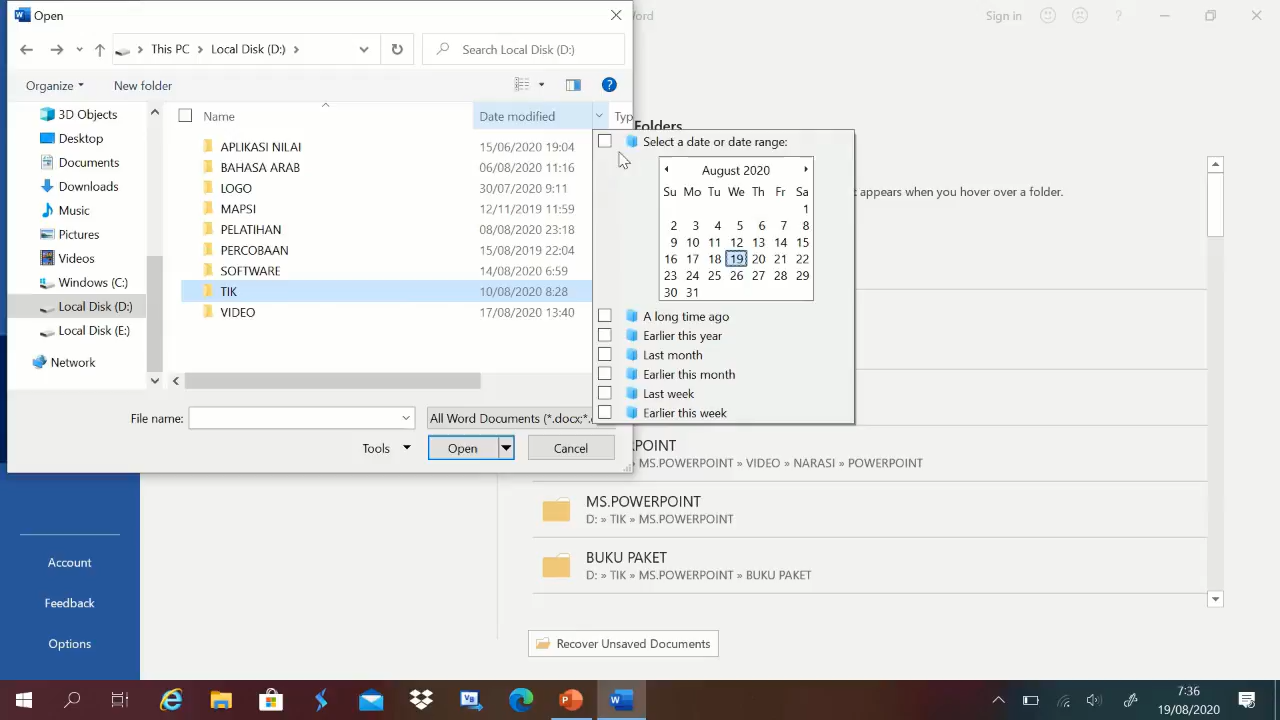 Open
Word
Sign in
?
This PC
Local Disk (D:)
Search Local Disk (D:)
Organize
New folder
?
3D Objects
Desktop
Documents
Downloads
Music
Pictures
Videos
Windows (C:)
Local Disk (D:)
Local Disk (E:)
Network
Name
Date modified
Typ
APLIKASI NILAI 15/06/2020 19:04
BAHASA ARAB 06/08/2020 11:16
LOGO 30/07/2020 9:11
MAPSI 12/11/2019 11:59
PELATIHAN 08/08/2020 23:18
PERCOBAAN 15/08/2019 22:04
SOFTWARE 14/08/2020 6:59
TIK 10/08/2020 8:28
VIDEO 17/08/2020 13:40
File name:
All Word Documents (*.docx;*.
Tools
Open
Cancel
Select a date or date range:
August 2020
Su Mo Tu We Th Fr Sa
1
2 3 4 5 6 7 8
9 10 11 12 13 14 15
16 17 18 19 20 21 22
23 24 25 26 27 28 29
30 31
A long time ago
Earlier this year
Last month
Earlier this month
Last week
Earlier this week
Folders
appears when you hover over a folder.
POINT
» MS.POWERPOINT » VIDEO » NARASI » POWERPOINT
MS.POWERPOINT
D: » TIK » MS.POWERPOINT
BUKU PAKET
D: » TIK » MS.POWERPOINT » BUKU PAKET
Recover Unsaved Documents
Account
Feedback
Options
7:36
19/08/2020